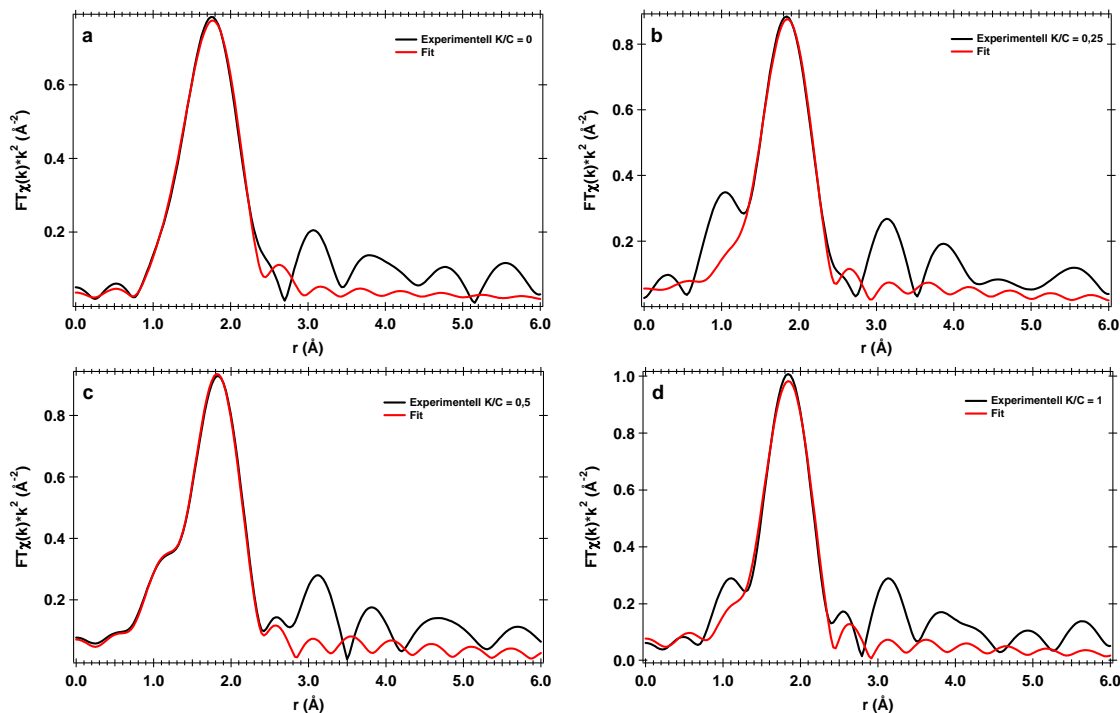 a
Experimentell K/C = 0
Fit
FTχ(k)*k² (Å⁻²)
0.6
0.4
0.2
0.0 1.0 2.0 3.0 4.0 5.0 6.0
r (Å)
b
Experimentell K/C = 0,25
Fit
FTχ(k)*k² (Å⁻²)
0.8
0.6
0.4
0.2
0.0 1.0 2.0 3.0 4.0 5.0 6.0
r (Å)
c
Experimentell K/C = 0,5
Fit
FTχ(k)*k² (Å⁻²)
0.8
0.6
0.4
0.2
0.0 1.0 2.0 3.0 4.0 5.0 6.0
r (Å)
d
Experimentell K/C = 1
Fit
FTχ(k)*k² (Å⁻²)
1.0
0.8
0.6
0.4
0.2
0.0
0.0 1.0 2.0 3.0 4.0 5.0 6.0
r (Å)